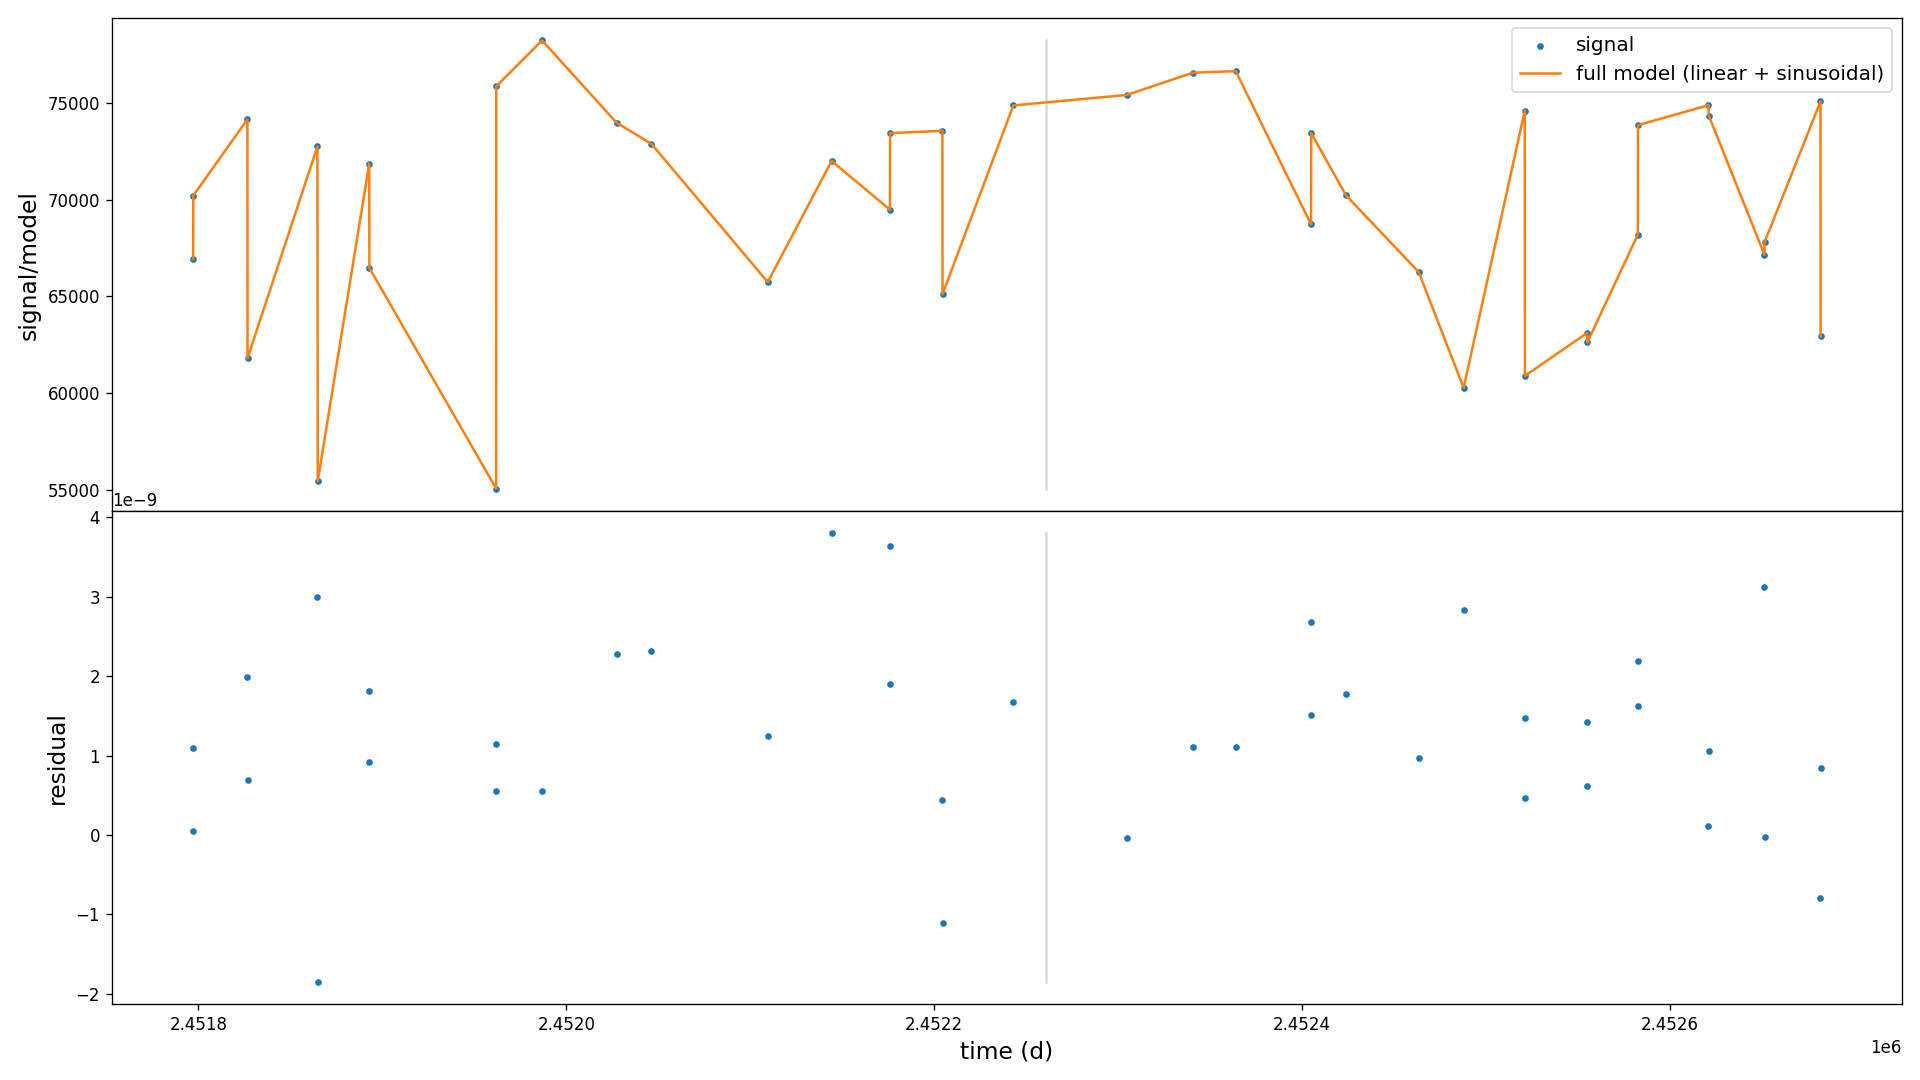 signal
full model (linear + sinusoidal)
75000
70000
65000
60000
55000
signal/model
1e−9
4
3
2
1
0
−1
−2
residual
2.4518
2.4520
2.4522
2.4524
2.4526
1e6
time (d)